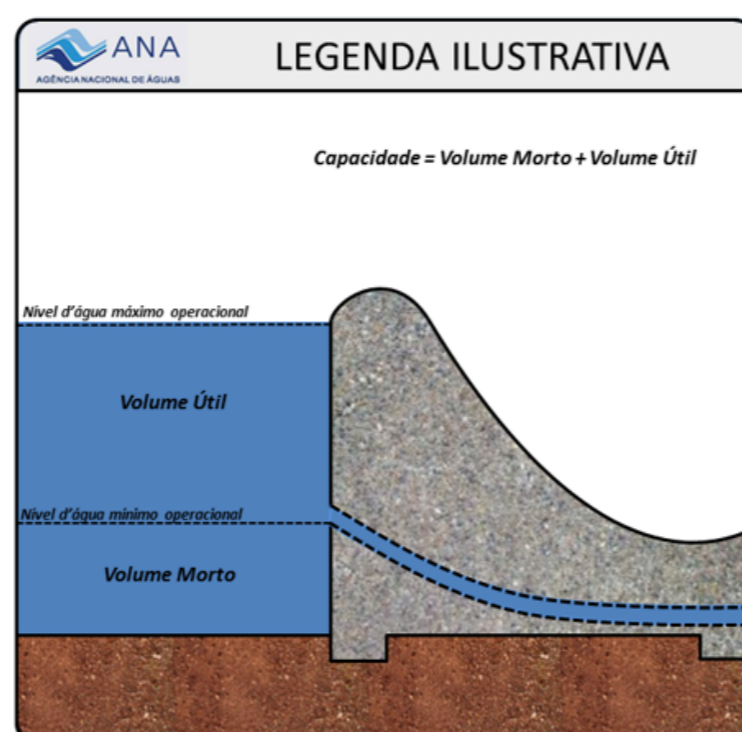 ANA
AGÊNCIA NACIONAL DE ÁGUAS
LEGENDA ILUSTRATIVA
Capacidade = Volume Morto + Volume Útil
Nível d'água máximo operacional
Volume Útil
Nível d'água mínimo operacional
Volume Morto